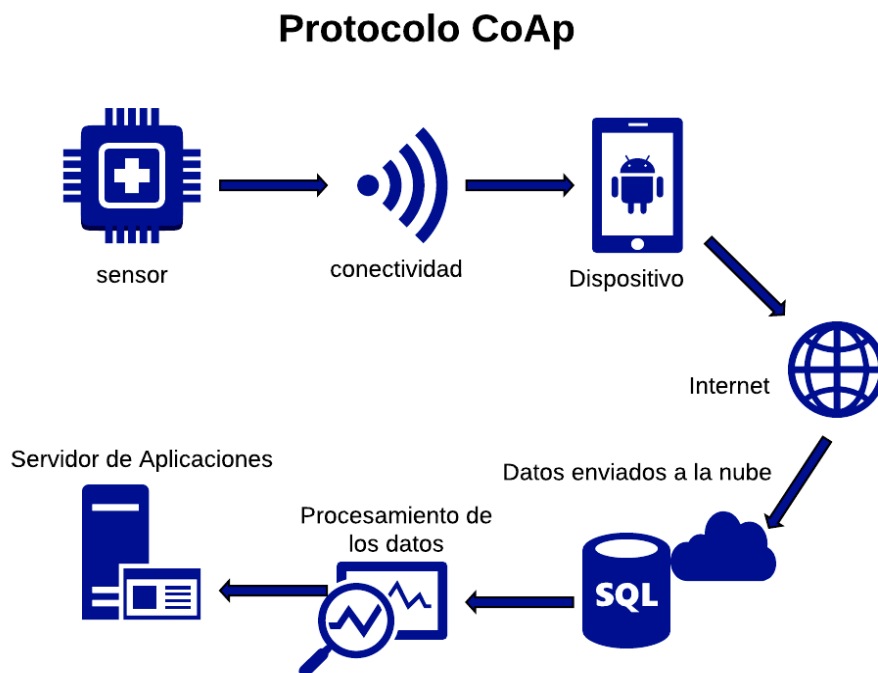 Protocolo CoAp
sensor
conectividad
Dispositivo
Internet
Datos enviados a la nube
SQL
Procesamiento de
los datos
Servidor de Aplicaciones